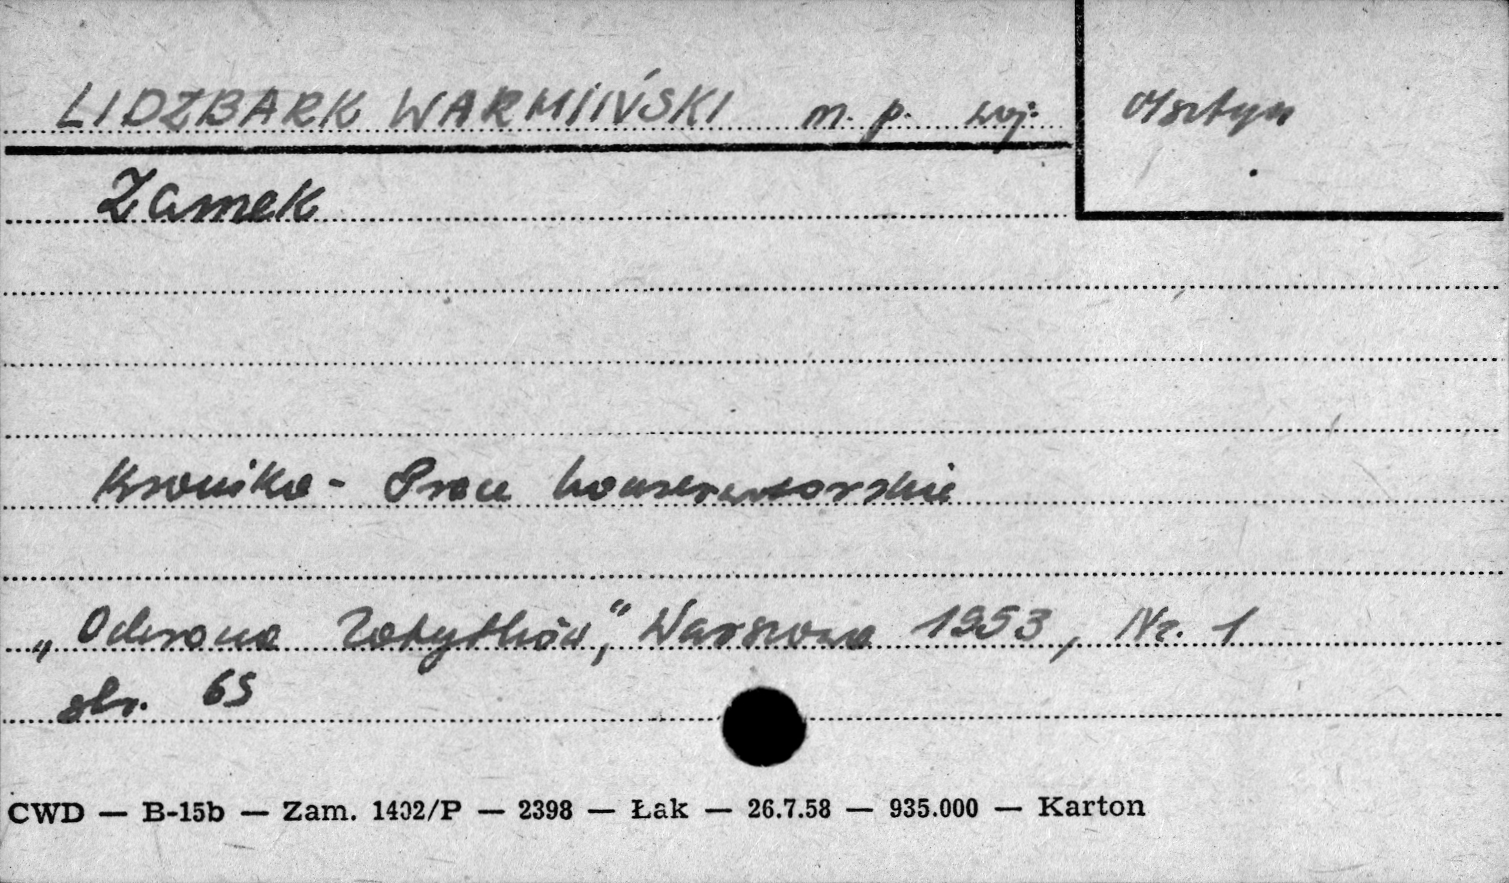 LIDZBARK WARMIIŃSKI m. p. woj. Olsztyn
Zamek
Kronika - Prace konserwatorskie
„Ochrona Zabytków," Warszawa 1953, Nr. 1
str. 65
CWD — B-15b — Zam. 1402/P — 2398 — Łak — 26.7.58 — 935.000 — Karton